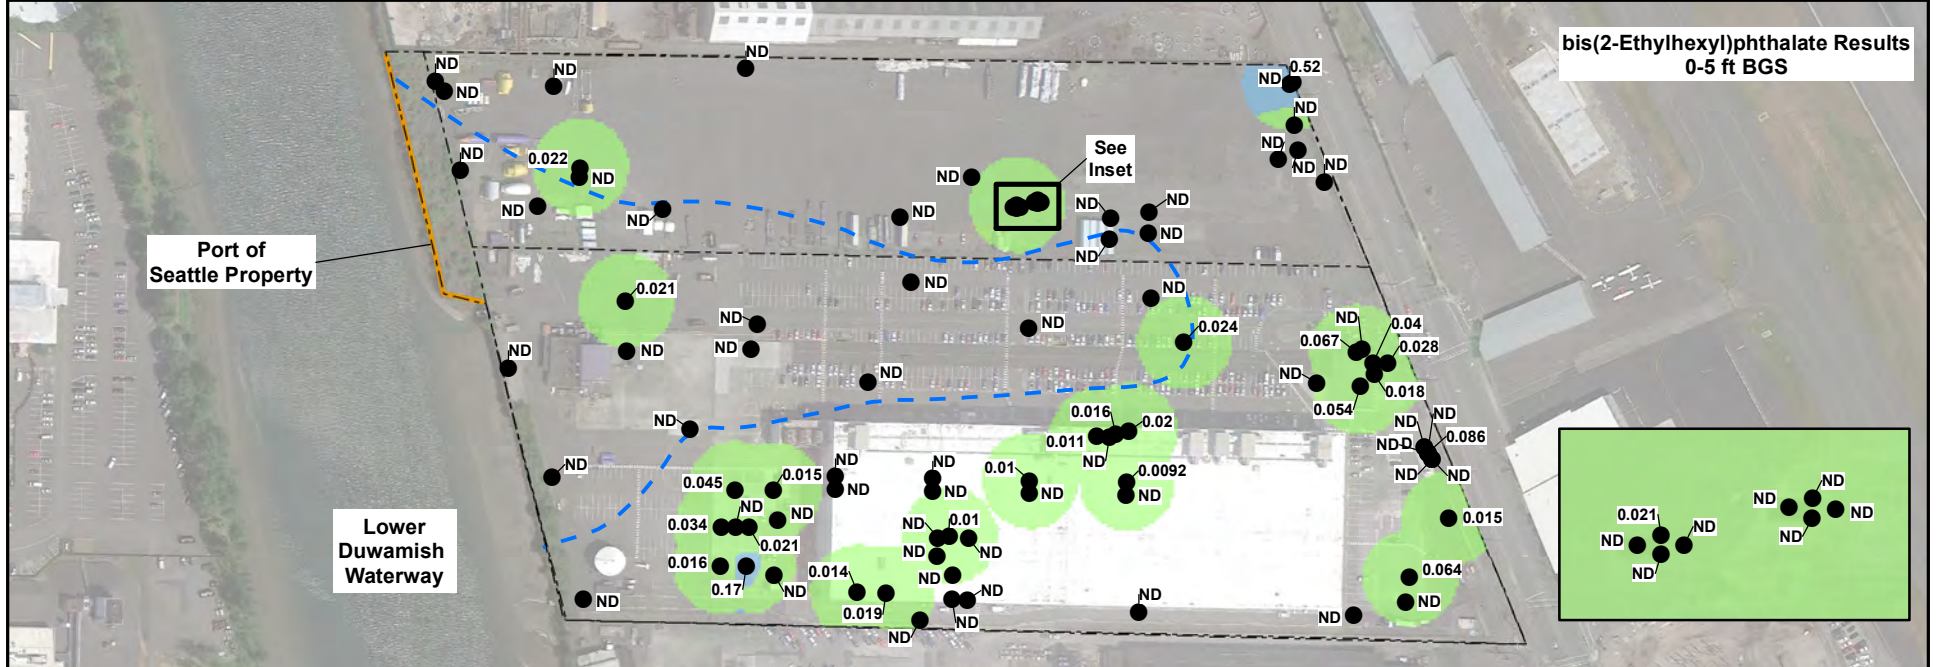 bis(2-Ethylhexyl)phthalate Results
0-5 ft BGS
ND
ND
ND
ND
0.52
ND
ND
ND
ND
ND
ND
0.022
ND
ND
ND
ND
See
Inset
ND
ND
ND
ND
ND
ND
Port of
Seattle Property
0.021
ND
ND
ND
ND
ND
ND
0.024
ND
ND
ND
0.04
0.067
0.028
ND
0.018
0.054
ND
0.016
0.02
0.011
ND
ND
ND
0.086
ND
D
ND
ND
ND
ND
ND
ND
0.01
ND
0.0092
ND
0.045
0.015
ND
ND
0.034
0.021
ND
0.01
ND
ND
ND
0.015
0.016
0.17
ND
0.014
0.019
ND
ND
ND
ND
ND
ND
0.064
ND
ND
Lower
Duwamish
Waterway
ND
ND
ND
ND
0.021
ND
ND
ND
ND